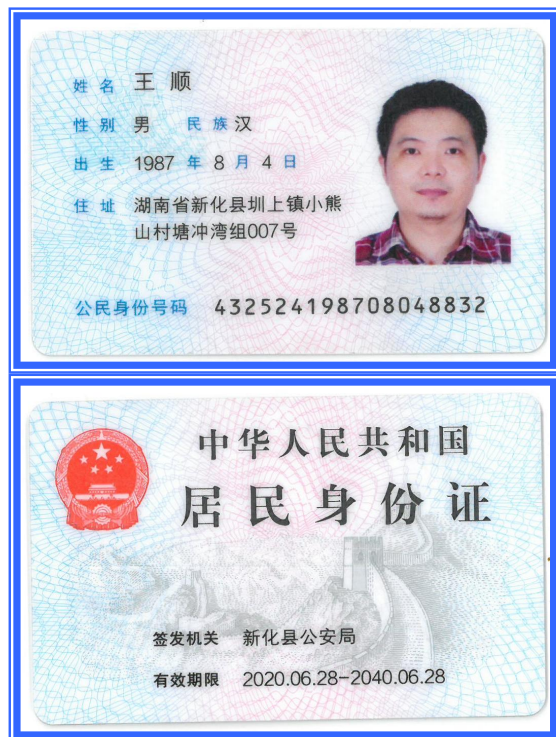 姓名 王顺
性别 男 民族 汉
出生 1987 年 8 月 4 日
住址 湖南省新化县圳上镇小熊
山村塘冲湾组007号
公民身份号码 432524198708048832
中华人民共和国
居民身份证
签发机关 新化县公安局
有效期限 2020.06.28-2040.06.28